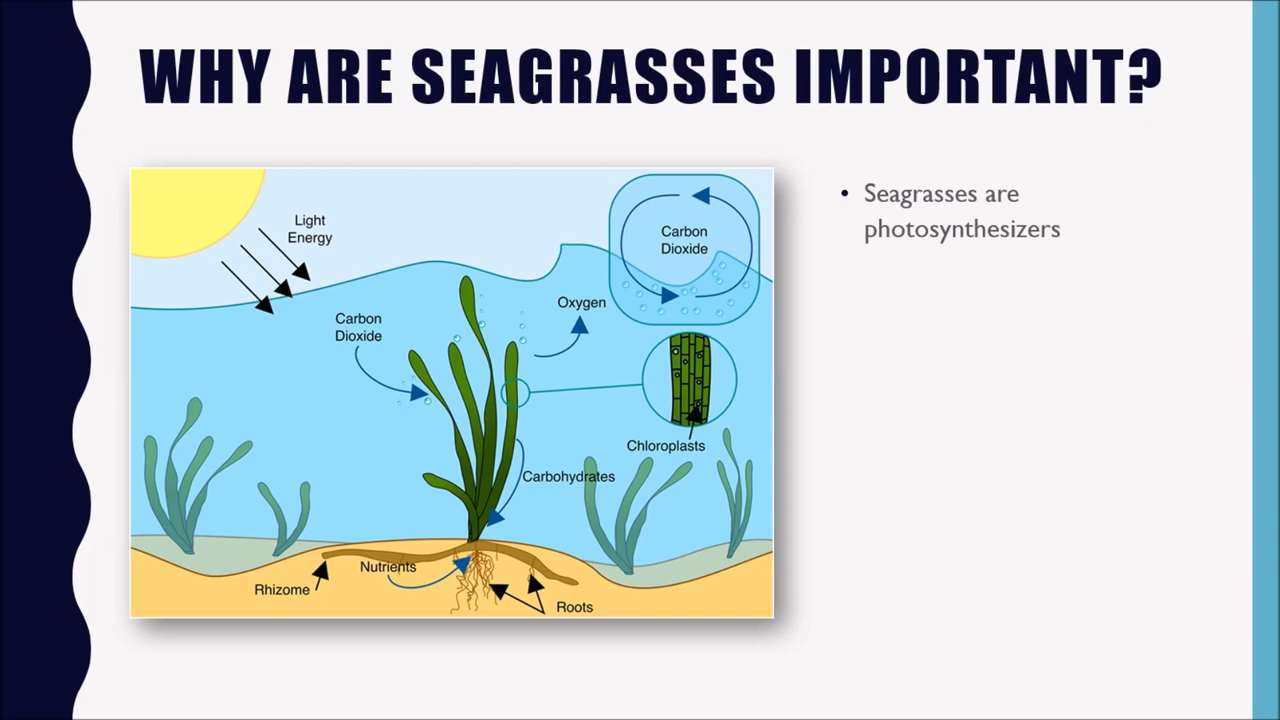 WHY ARE SEAGRASSES IMPORTANT?
Light
Energy
Carbon
Dioxide
Oxygen
Carbon
Dioxide
Chloroplasts
Carbohydrates
Nutrients
Rhizome
Roots
• Seagrasses are
photosynthesizers